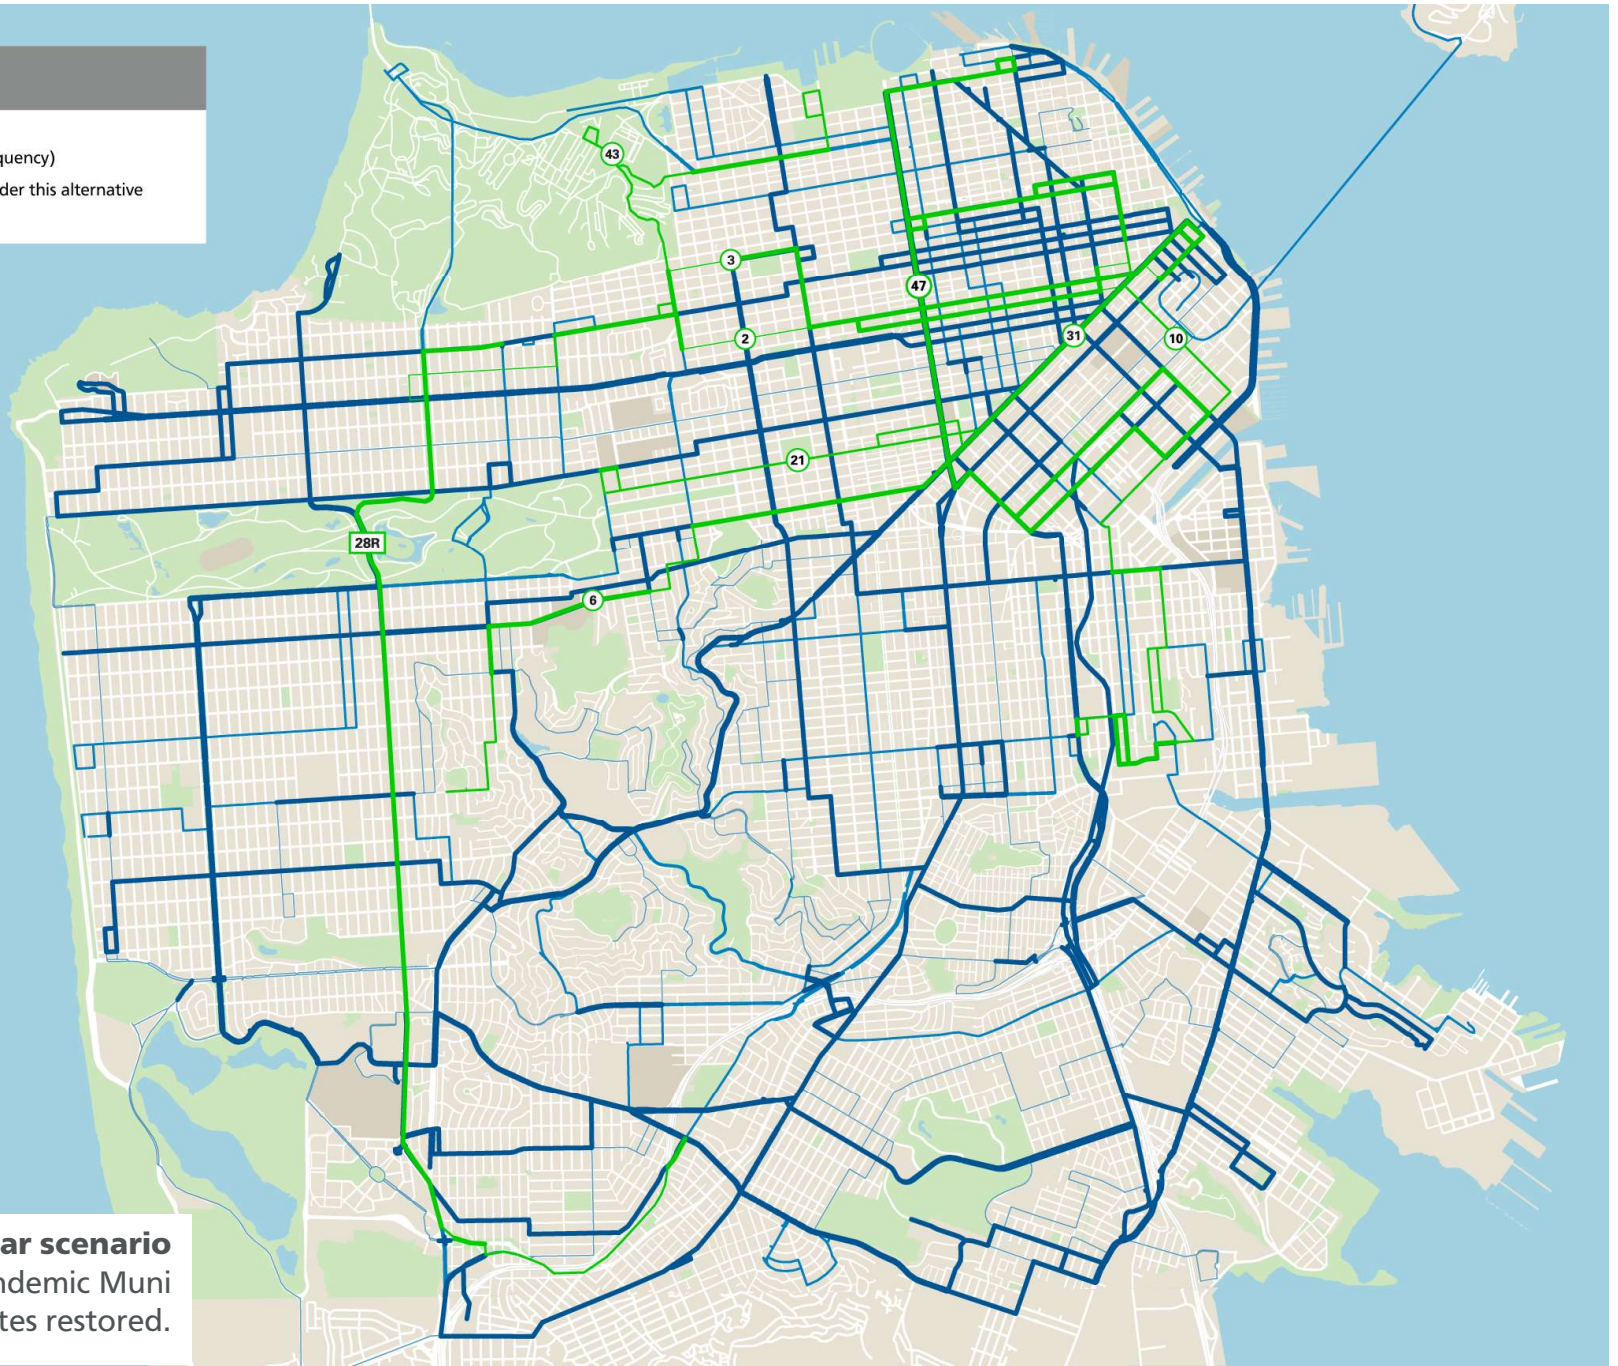 quency)
der this alternative
43
3
47
2
31
10
21
28R
6
ar scenario
ndemic Muni
tes restored.